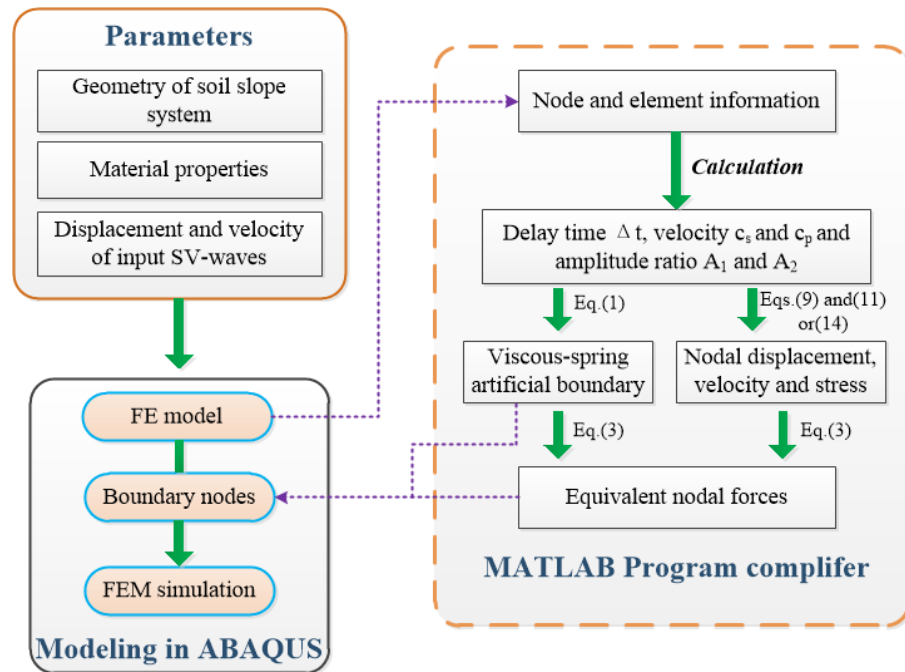 Parameters
Geometry of soil slope
system
Material properties
Displacement and velocity
of input SV-waves
FE model
Boundary nodes
FEM simulation
Modeling in ABAQUS
Node and element information
Calculation
Delay time Δt, velocity cₛ and cₚ and
amplitude ratio A₁ and A₂
Eq.(1)
Eqs.(9) and(11)
or(14)
Viscous-spring
artificial boundary
Nodal displacement,
velocity and stress
Eq.(3)
Eq.(3)
Equivalent nodal forces
MATLAB Program complifer